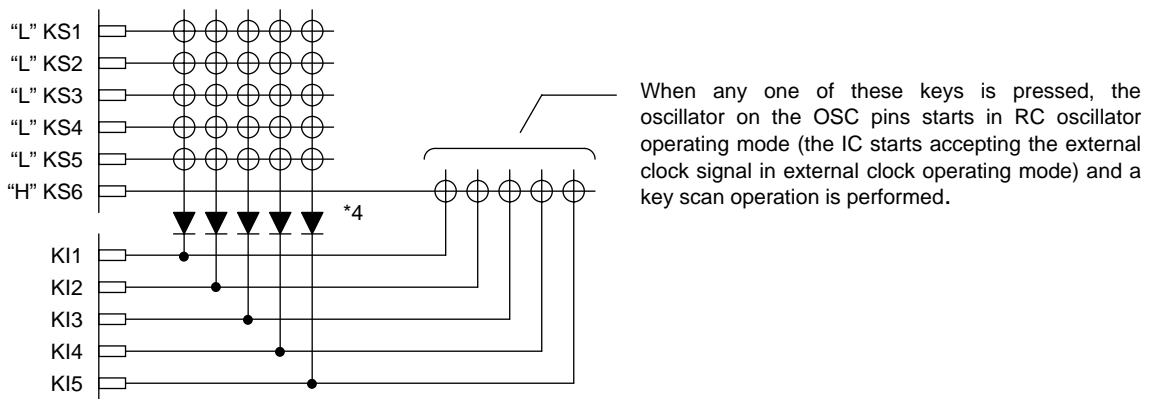 “L” KS1
“L” KS2
“L” KS3
“L” KS4
“L” KS5
“H” KS6
*4
KI1
KI2
KI3
KI4
KI5
When any one of these keys is pressed, the
oscillator on the OSC pins starts in RC oscillator
operating mode (the IC starts accepting the external
clock signal in external clock operating mode) and a
key scan operation is performed.